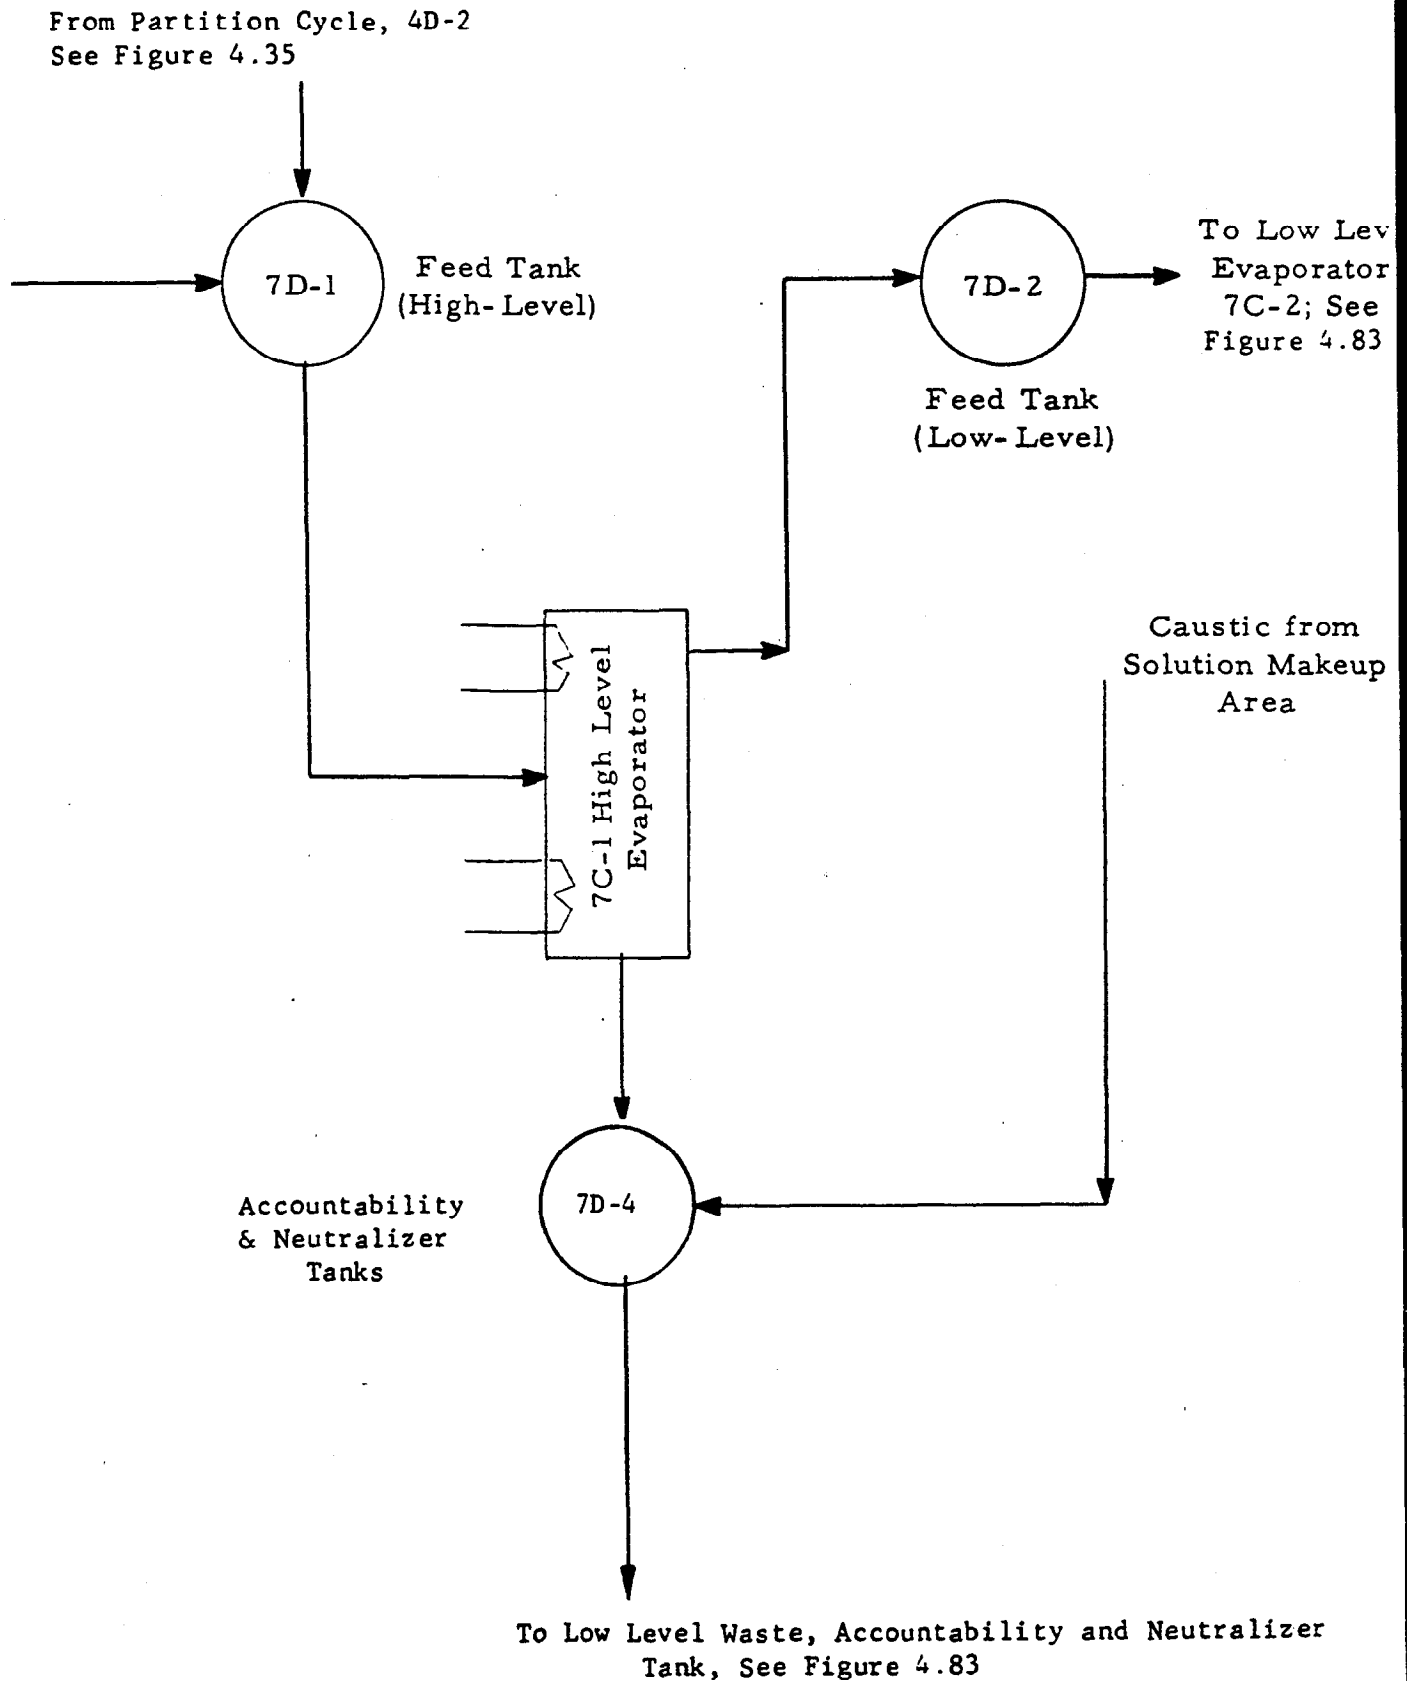 From Partition Cycle, 4D-2
See Figure 4.35
7D-1
Feed Tank
(High-Level)
7D-2
Feed Tank
(Low-Level)
To Low Lev
Evaporator
7C-2; See
Figure 4.83
7C-1 High Level
Evaporator
Caustic from
Solution Makeup
Area
Accountability
& Neutralizer
Tanks
7D-4
To Low Level Waste, Accountability and Neutralizer
Tank, See Figure 4.83